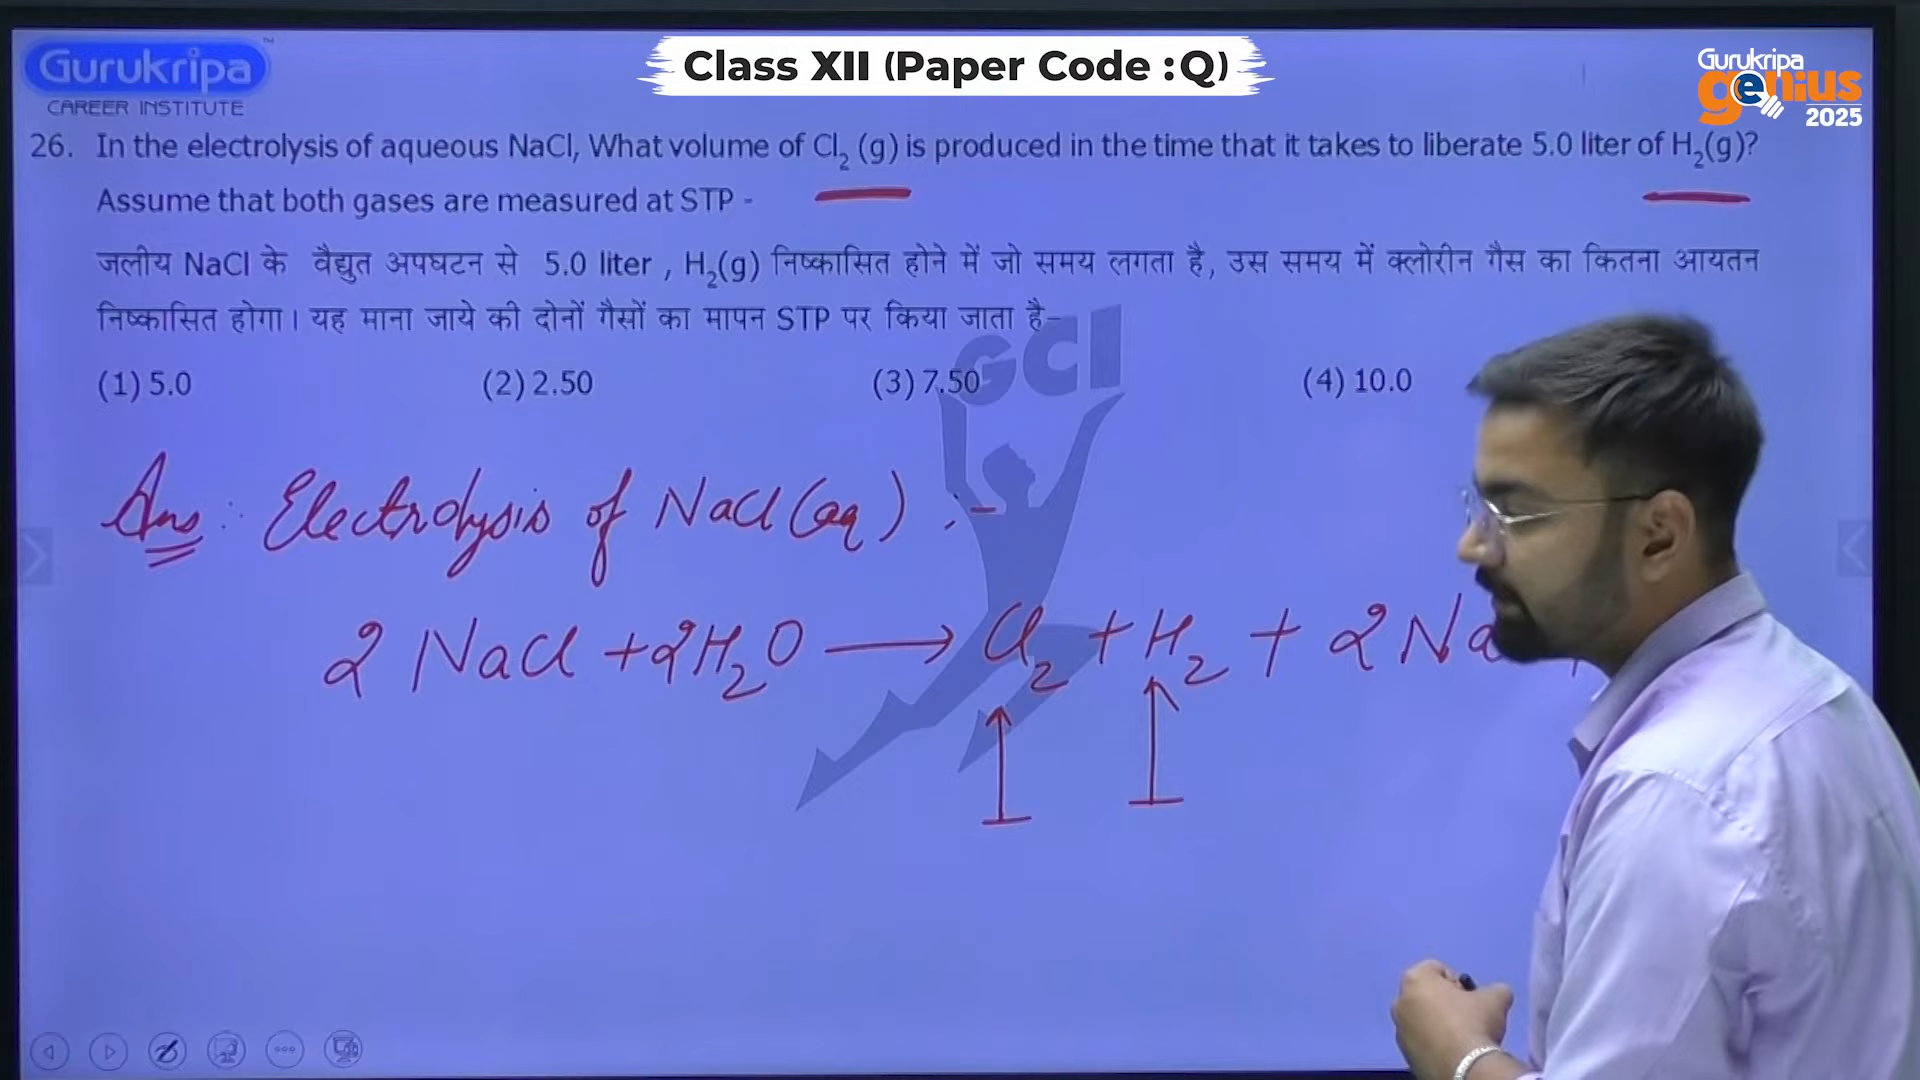 Class XII (Paper Code :Q)
Gurukripa
CAREER INSTITUTE
Gurukripa
genius
2025
26. In the electrolysis of aqueous NaCl, What volume of Cl₂ (g) is produced in the time that it takes to liberate 5.0 liter of H₂(g)?
Assume that both gases are measured at STP -
जलीय NaCl के वैद्युत अपघटन से 5.0 liter , H₂(g) निष्कासित होने में जो समय लगता है, उस समय में क्लोरीन गैस का कितना आयतन
निष्कासित होगा। यह माना जाये की दोनों गैसों का मापन STP पर किया जाता है-
GCI
(1) 5.0 (2) 2.50 (3) 7.50 (4) 10.0
Ans : Electrolysis of NaCl (aq) :-
2 NaCl + 2H₂O → Cl₂ + H₂ + 2Na